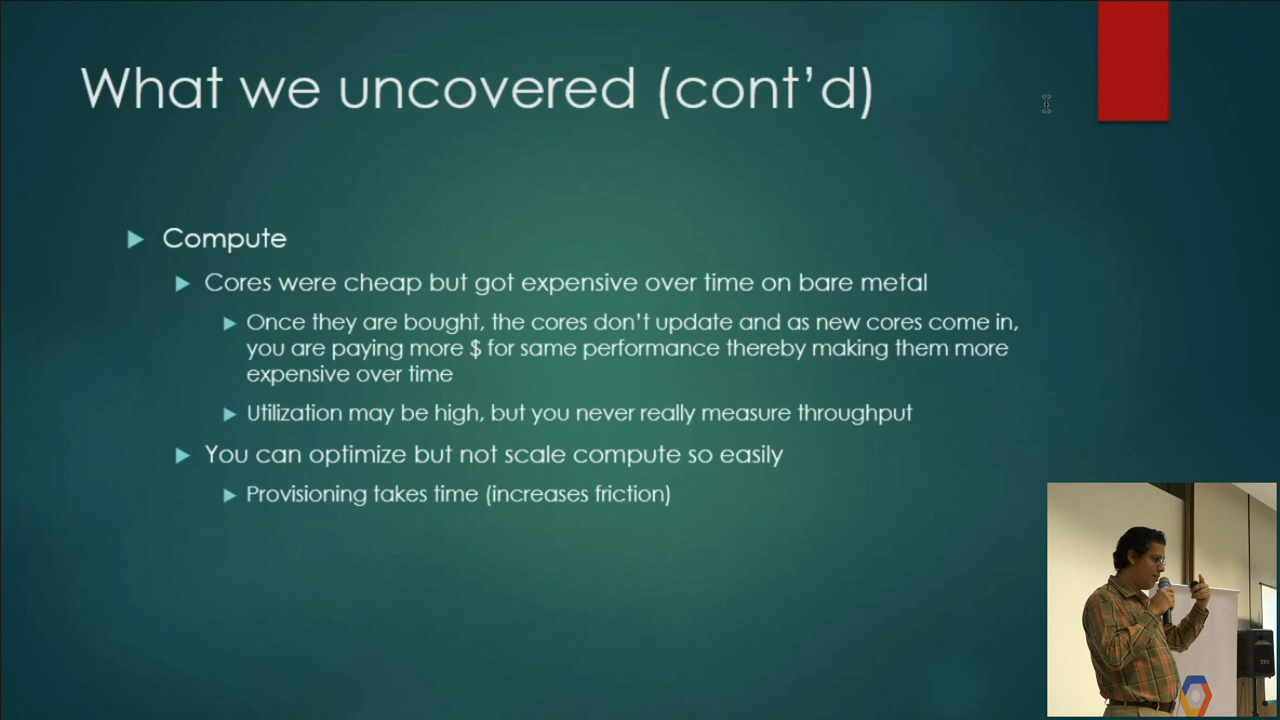 What we uncovered (cont’d)
Compute
Cores were cheap but got expensive over time on bare metal
Once they are bought, the cores don’t update and as new cores come in,
you are paying more $ for same performance thereby making them more
expensive over time
Utilization may be high, but you never really measure throughput
You can optimize but not scale compute so easily
Provisioning takes time (increases friction)